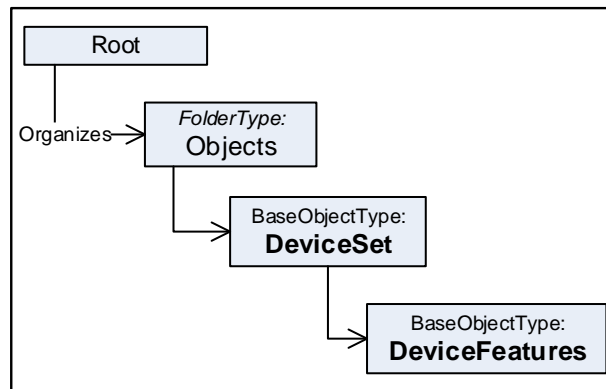 Root
Organizes
FolderType:
Objects
BaseObjectType:
DeviceSet
BaseObjectType:
DeviceFeatures